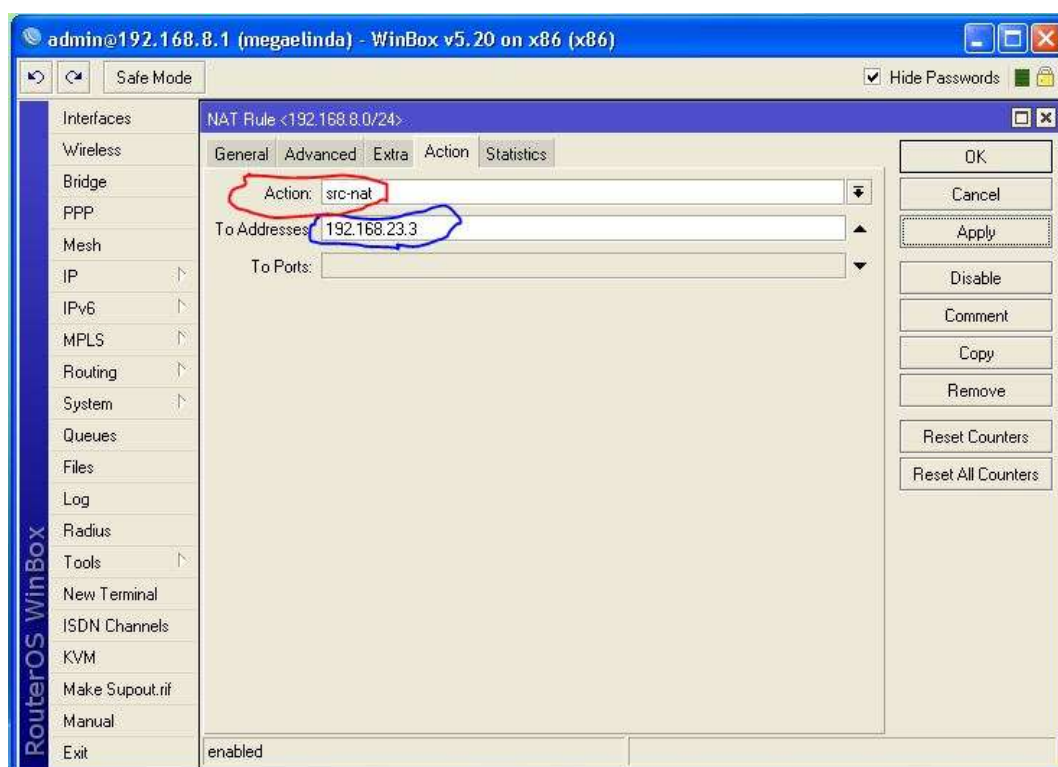 admin@192.168.8.1 (megaelinda) - WinBox v5.20 on x86 (x86)
Safe Mode
Hide Passwords
Interfaces
Wireless
Bridge
PPP
Mesh
IP
IPv6
MPLS
Routing
System
Queues
Files
Log
Radius
Tools
New Terminal
ISDN Channels
KVM
Make Supout.rif
Manual
Exit
RouterOS WinBox
NAT Rule <192.168.8.0/24>
General Advanced Extra Action Statistics
Action: src-nat
To Addresses: 192.168.23.3
To Ports:
OK
Cancel
Apply
Disable
Comment
Copy
Remove
Reset Counters
Reset All Counters
enabled